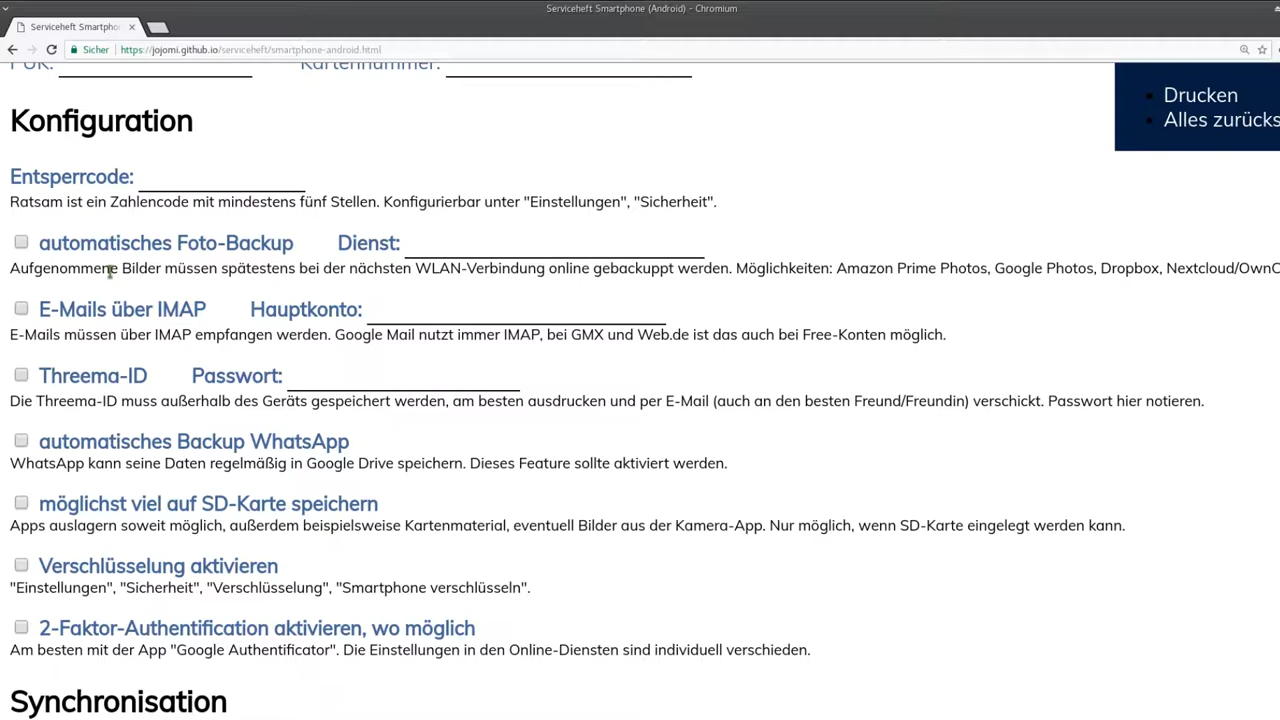 Serviceheft Smartphone (Android) - Chromium
Serviceheft Smartpho
Sicher
https://jojomi.github.io/serviceheft/smartphone-android.html
PUK:
Kartennummer:
Drucken
Alles zurücks
Konfiguration
Entsperrcode:
Ratsam ist ein Zahlencode mit mindestens fünf Stellen. Konfigurierbar unter "Einstellungen", "Sicherheit".
automatisches Foto-Backup Dienst:
Aufgenommene Bilder müssen spätestens bei der nächsten WLAN-Verbindung online gebackuppt werden. Möglichkeiten: Amazon Prime Photos, Google Photos, Dropbox, Nextcloud/OwnC
E-Mails über IMAP Hauptkonto:
E-Mails müssen über IMAP empfangen werden. Google Mail nutzt immer IMAP, bei GMX und Web.de ist das auch bei Free-Konten möglich.
Threema-ID Passwort:
Die Threema-ID muss außerhalb des Geräts gespeichert werden, am besten ausdrucken und per E-Mail (auch an den besten Freund/Freundin) verschickt. Passwort hier notieren.
automatisches Backup WhatsApp
WhatsApp kann seine Daten regelmäßig in Google Drive speichern. Dieses Feature sollte aktiviert werden.
möglichst viel auf SD-Karte speichern
Apps auslagern soweit möglich, außerdem beispielsweise Kartenmaterial, eventuell Bilder aus der Kamera-App. Nur möglich, wenn SD-Karte eingelegt werden kann.
Verschlüsselung aktivieren
"Einstellungen", "Sicherheit", "Verschlüsselung", "Smartphone verschlüsseln".
2-Faktor-Authentification aktivieren, wo möglich
Am besten mit der App "Google Authentificator". Die Einstellungen in den Online-Diensten sind individuell verschieden.
Synchronisation